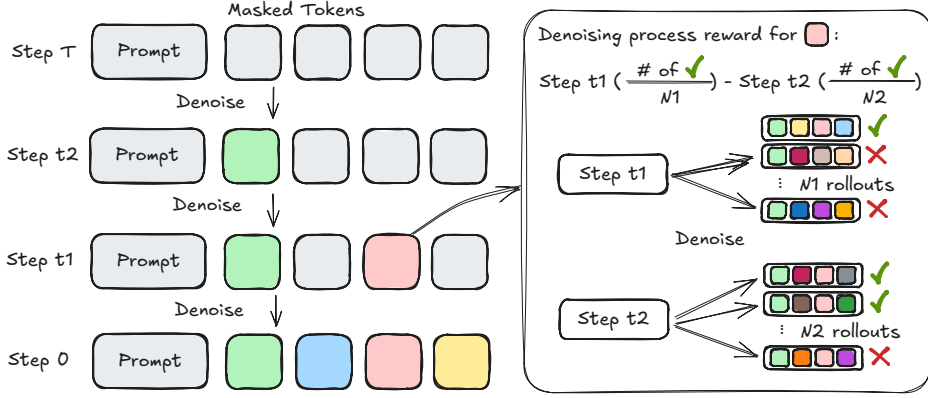 Masked Tokens
Step T
Prompt
Denoise
Step t2
Prompt
Denoise
Step t1
Prompt
Denoise
Step 0
Prompt
Denoising process reward for :
Step t1 ( # of ✓ / N1 ) - Step t2 ( # of ✓ / N2 )
Step t1
⋮ N1 rollouts
Denoise
Step t2
⋮ N2 rollouts